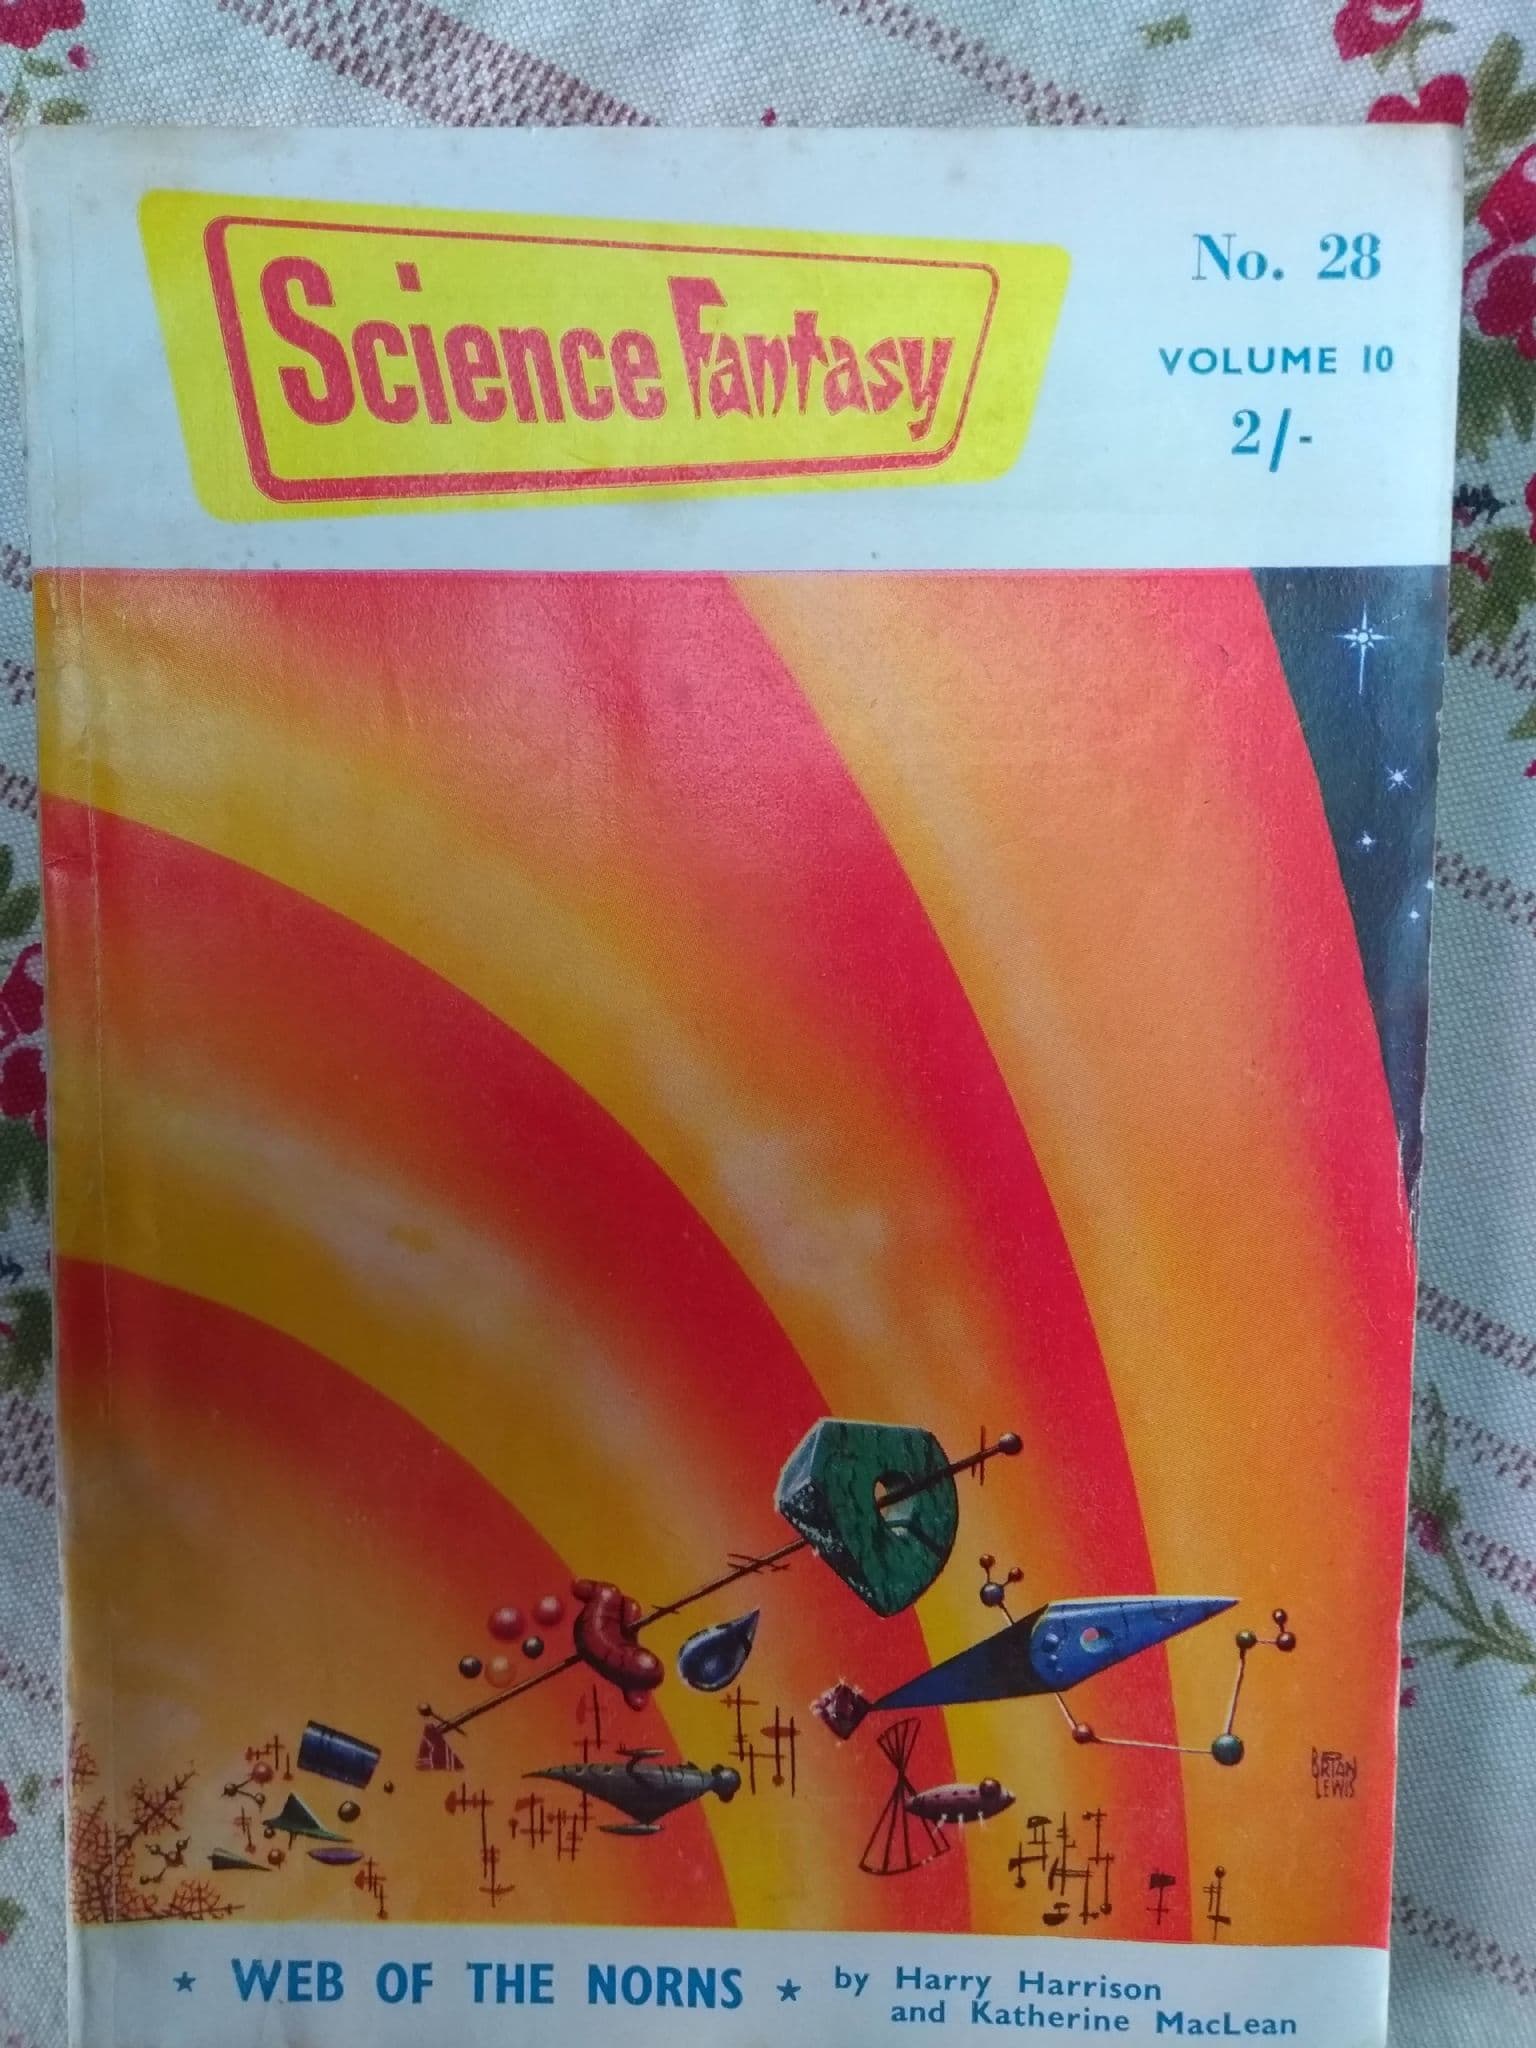 Science Fantasy
No. 28
VOLUME 10
2/-
BRIAN
LEWIS
★ WEB OF THE NORNS ★ by Harry Harrison
and Katherine MacLean